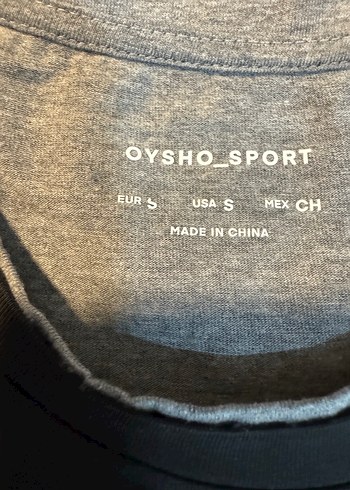 OYSHO_SPORT
EUR S USA S MEX CH
MADE IN CHINA